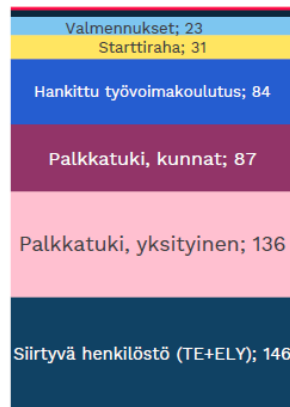 Valmennukset; 23
Starttiraha; 31
Hankittu työvoimakoulutus; 84
Palkkatuki, kunnat; 87
Palkkatuki, yksityinen; 136
Siirtyvä henkilöstö (TE+ELY); 146